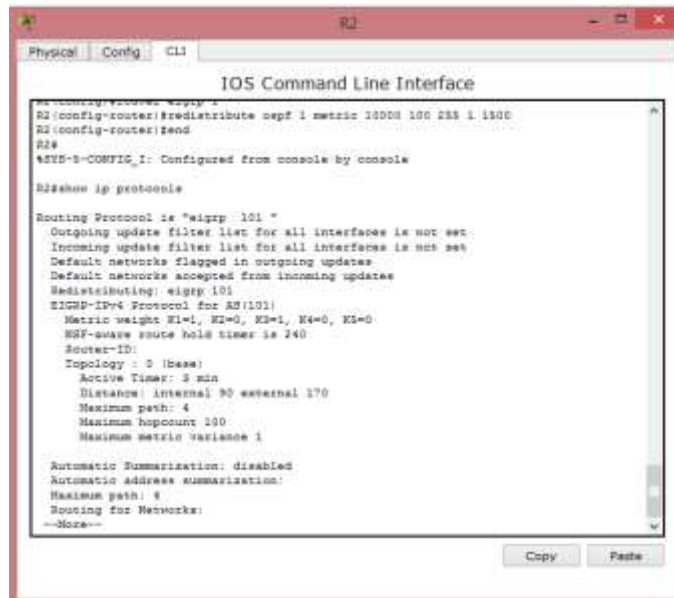 R2
Physical Config CLI
IOS Command Line Interface
R2(config)#router eigrp 1
R2(config-router)#redistribute ospf 1 metric 10000 100 255 1 1500
R2(config-router)#end
R2#
%SYS-5-CONFIG_I: Configured from console by console
R2#show ip protocols
Routing Protocol is "eigrp 101 "
Outgoing update filter list for all interfaces is not set
Incoming update filter list for all interfaces is not set
Default networks flagged in outgoing updates
Default networks accepted from incoming updates
Redistributing: eigrp 101
EIGRP-IPv4 Protocol for AS(101)
Metric weight K1=1, K2=0, K3=1, K4=0, K5=0
NSF-aware route hold timer is 240
Router-ID:
Topology : 0 (base)
Active Timer: 3 min
Distance: internal 90 external 170
Maximum path: 4
Maximum hopcount 100
Maximum metric variance 1
Automatic Summarization: disabled
Automatic address summarization:
Maximum path: 4
Routing for Networks:
--More--
Copy Paste